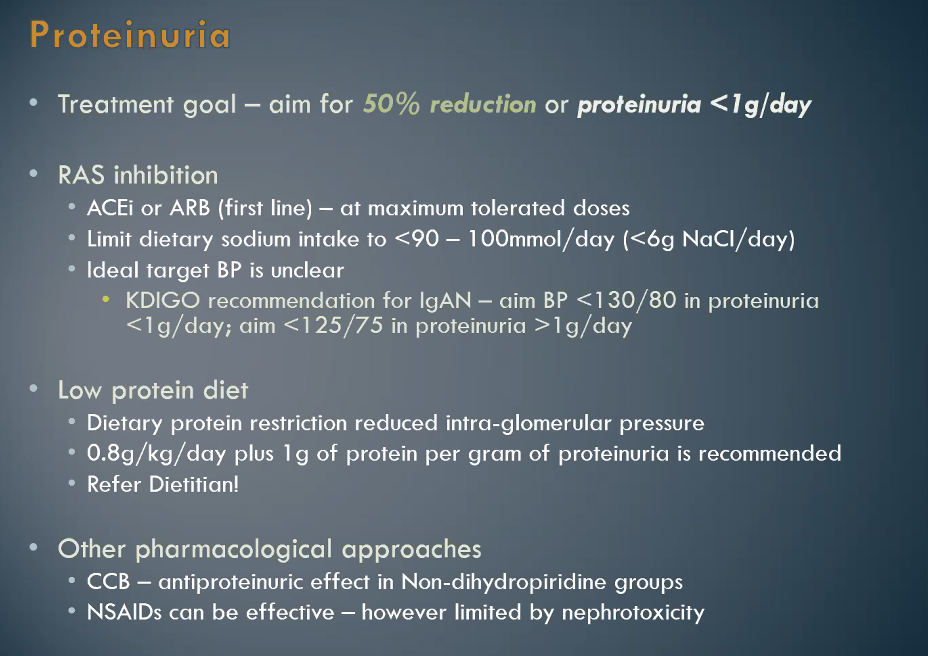 Proteinuria
• Treatment goal – aim for 50% reduction or proteinuria <1g/day
• RAS inhibition
• ACEi or ARB (first line) – at maximum tolerated doses
• Limit dietary sodium intake to <90 – 100mmol/day (<6g NaCl/day)
• Ideal target BP is unclear
• KDIGO recommendation for IgAN – aim BP <130/80 in proteinuria
<1g/day; aim <125/75 in proteinuria >1g/day
• Low protein diet
• Dietary protein restriction reduced intra-glomerular pressure
• 0.8g/kg/day plus 1g of protein per gram of proteinuria is recommended
• Refer Dietitian!
• Other pharmacological approaches
• CCB – antiproteinuric effect in Non-dihydropiridine groups
• NSAIDs can be effective – however limited by nephrotoxicity